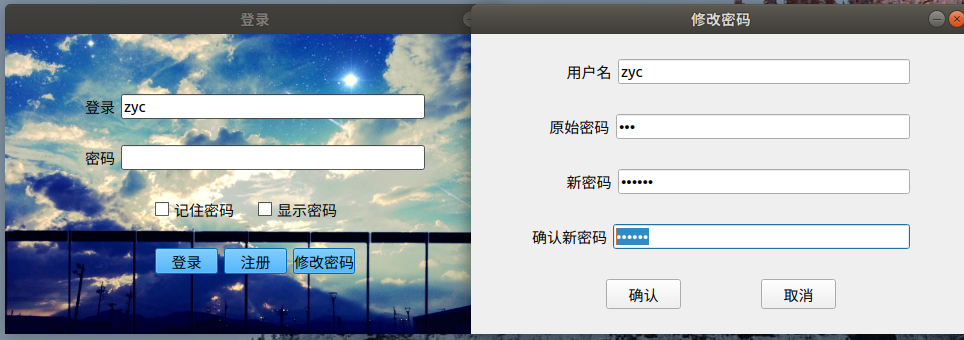 登录
登录 zyc
密码
记住密码 显示密码
登录 注册 修改密码
修改密码
用户名 zyc
原始密码 •••
新密码 ••••••
确认新密码 ••••••
确认 取消